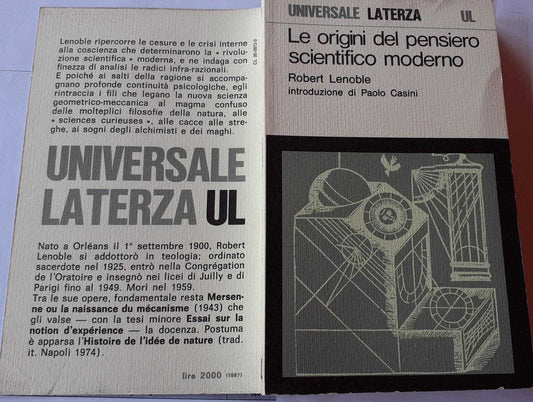 Lenoble ripercorre le cesure e le crisi interne
alla coscienza che determinarono la « rivolu-
zione scientifica » moderna, e ne indaga con
finezza di analisi le radici infra-razionali.
E poiché ai salti della ragione si accompa-
gnano profonde continuità psicologiche, egli
rintraccia i fili che legano la nuova scienza
geometrico-meccanica al magma confuso
delle molteplici filosofie della natura, alle
« sciences curieuses », alle cacce alle stre-
ghe, ai sogni degli alchimisti e dei maghi.
UNIVERSALE
LATERZA UL
Nato a Orléans il 1° settembre 1900, Robert
Lenoble si addottorò in teologia; ordinato
sacerdote nel 1925, entrò nella Congrégation
de l'Oratoire e insegnò nei licei di Juilly e di
Parigi fino al 1949. Morì nel 1959.
Tra le sue opere, fondamentale resta Mersen-
ne ou la naissance du mécanisme (1943) che
gli valse — con la tesi minore Essai sur la
notion d'expérience — la docenza. Postuma
è apparsa l'Histoire de l'idée de nature (trad.
it. Napoli 1974).
lire 2000 (1887)
UNIVERSALE LATERZA UL
Le origini del pensiero
scientifico moderno
Robert Lenoble
introduzione di Paolo Casini